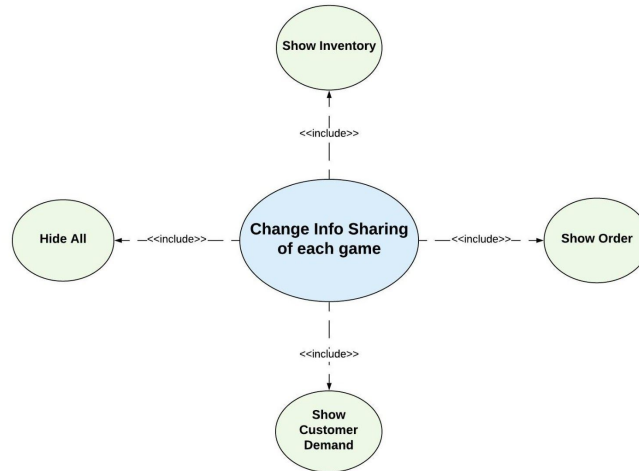 Show Inventory
<<include>>
Change Info Sharing
of each game
Hide All
<<include>>
<<include>>
Show Order
<<include>>
Show
Customer
Demand